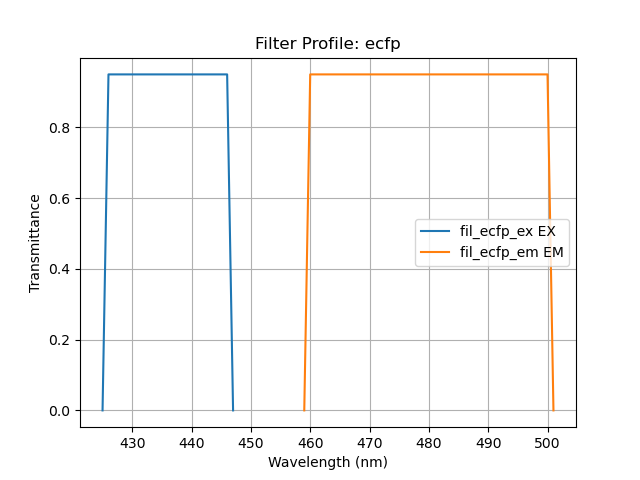 Filter Profile: ecfp
Transmittance
0.8
0.6
0.4
0.2
0.0
fil_ecfp_ex EX
fil_ecfp_em EM
430 440 450 460 470 480 490 500
Wavelength (nm)